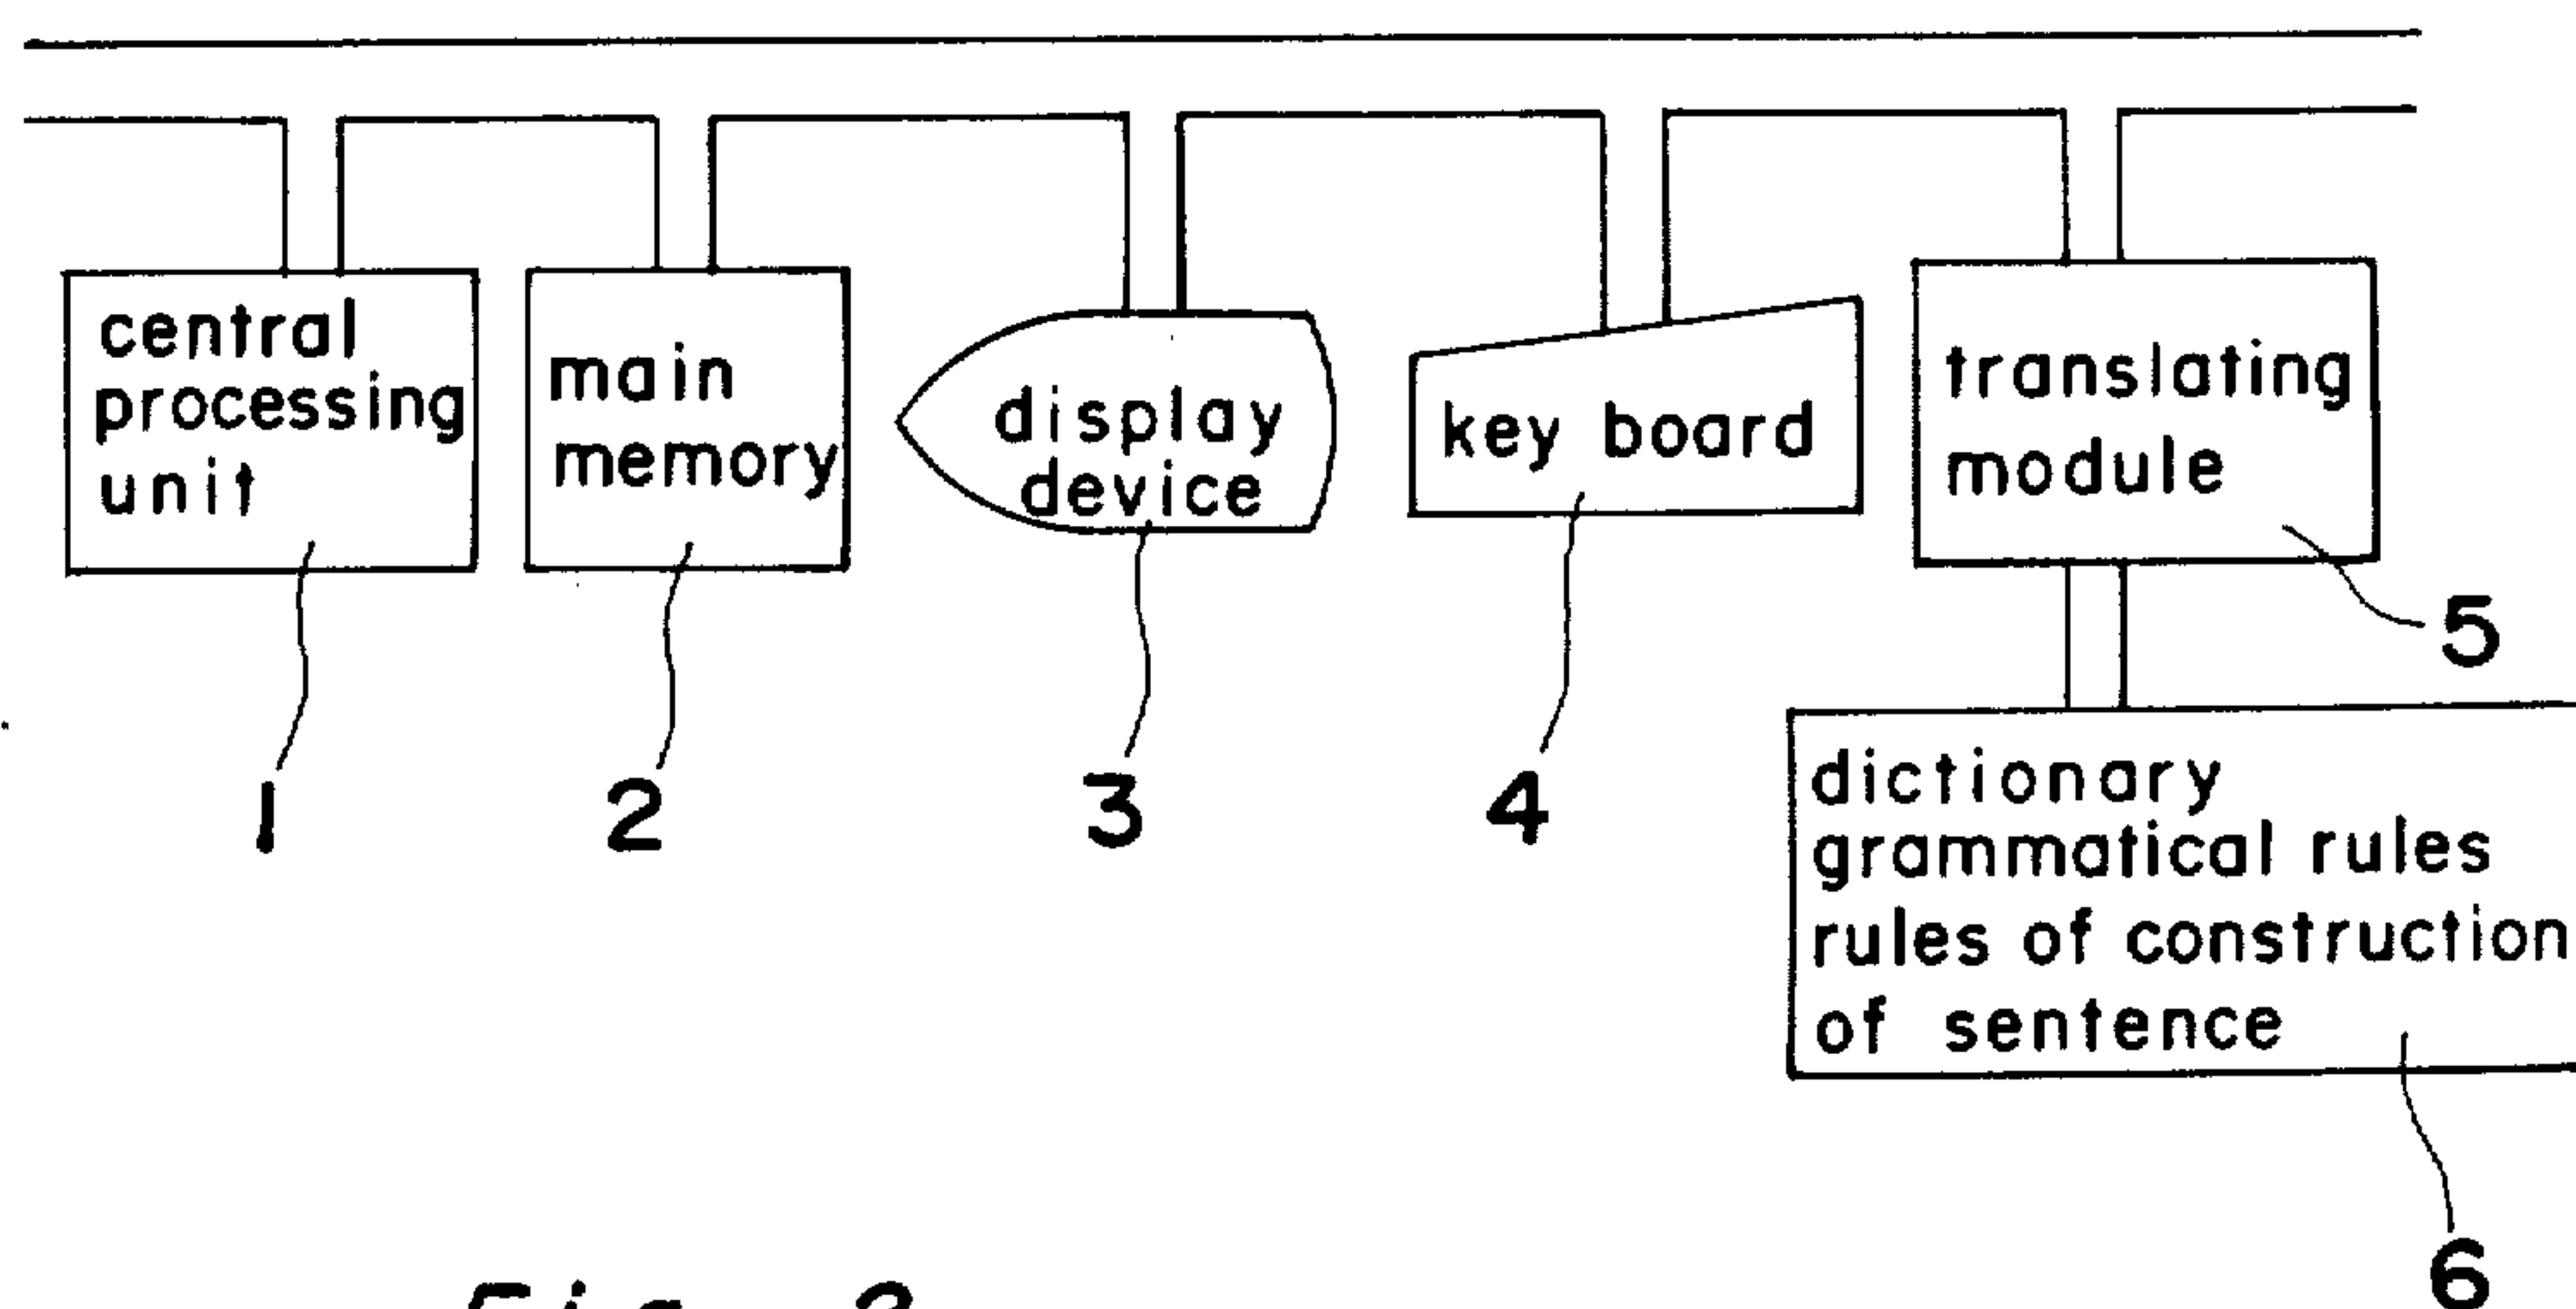 central
processing
unit
main
memory
display
device
key board
translating
module
1
2
3
4
5
dictionary
grammatical rules
rules of construction
of sentence
6